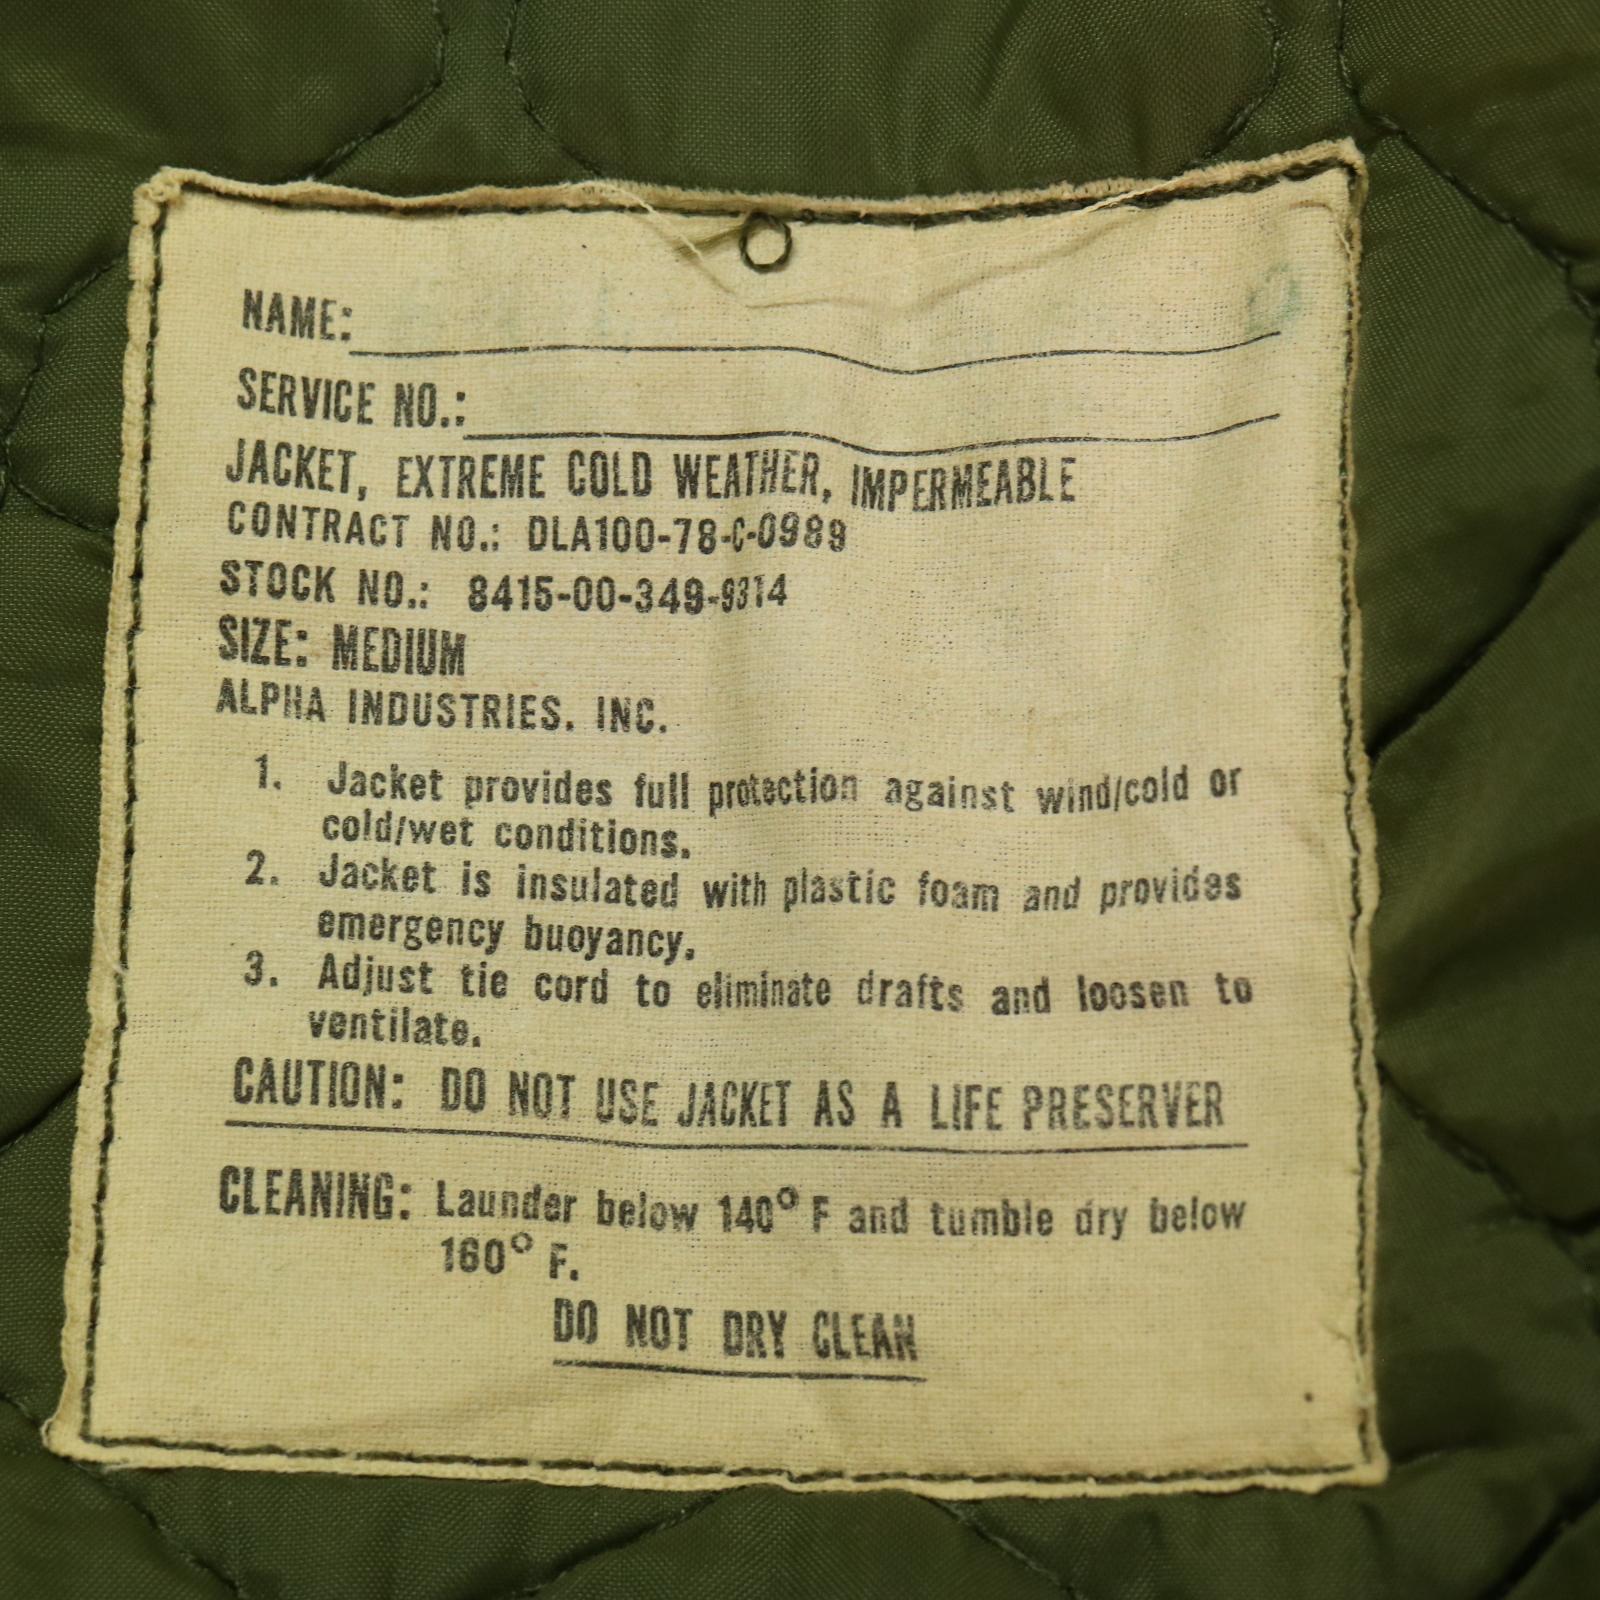 NAME:
SERVICE NO.:
JACKET, EXTREME COLD WEATHER, IMPERMEABLE
CONTRACT NO.: DLA100-78-C-0989
STOCK NO.: 8415-00-349-9314
SIZE: MEDIUM
ALPHA INDUSTRIES. INC.
1. Jacket provides full protection against wind/cold or
cold/wet conditions.
2. Jacket is insulated with plastic foam and provides
emergency buoyancy.
3. Adjust tie cord to eliminate drafts and loosen to
ventilate.
CAUTION: DO NOT USE JACKET AS A LIFE PRESERVER
CLEANING: Launder below 140° F and tumble dry below
160° F.
DO NOT DRY CLEAN